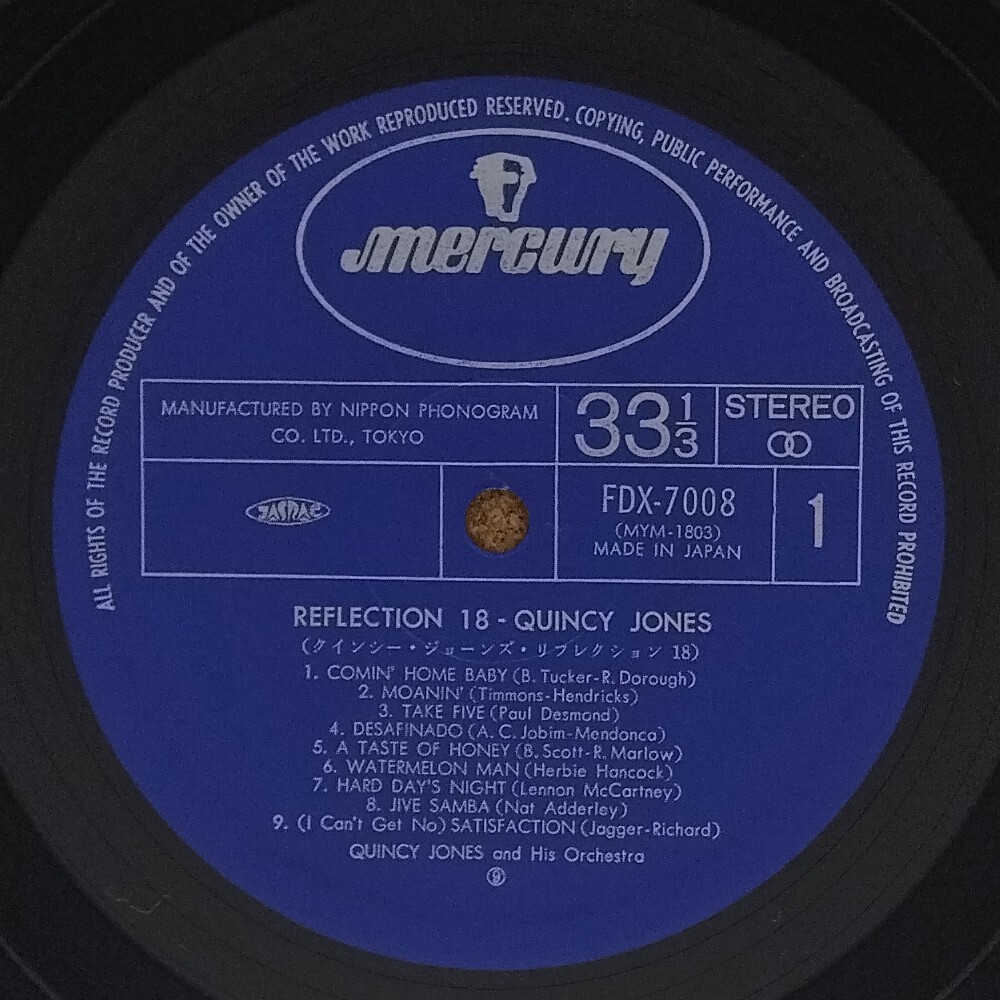 ALL RIGHTS OF THE RECORD PRODUCER AND OF THE OWNER OF THE WORK REPRODUCED RESERVED. COPYING, PUBLIC PERFORMANCE AND BROADCASTING OF THIS RECORD PROHIBITED
mercury
MANUFACTURED BY NIPPON PHONOGRAM
CO. LTD., TOKYO
33 1/3
STEREO
JASRAC
FDX-7008
(MYM-1803)
MADE IN JAPAN
1
REFLECTION 18 - QUINCY JONES
(クインシー・ジョーンズ・リフレクション 18)
1. COMIN' HOME BABY (B. Tucker-R. Dorough)
2. MOANIN' (Timmons-Hendricks)
3. TAKE FIVE (Paul Desmond)
4. DESAFINADO (A. C. Jobim-Mendonca)
5. A TASTE OF HONEY (B. Scott-R. Marlow)
6. WATERMELON MAN (Herbie Hancock)
7. HARD DAY'S NIGHT (Lennon McCartney)
8. JIVE SAMBA (Nat Adderley)
9. (I Can't Get No) SATISFACTION (Jagger-Richard)
QUINCY JONES and His Orchestra
⑨